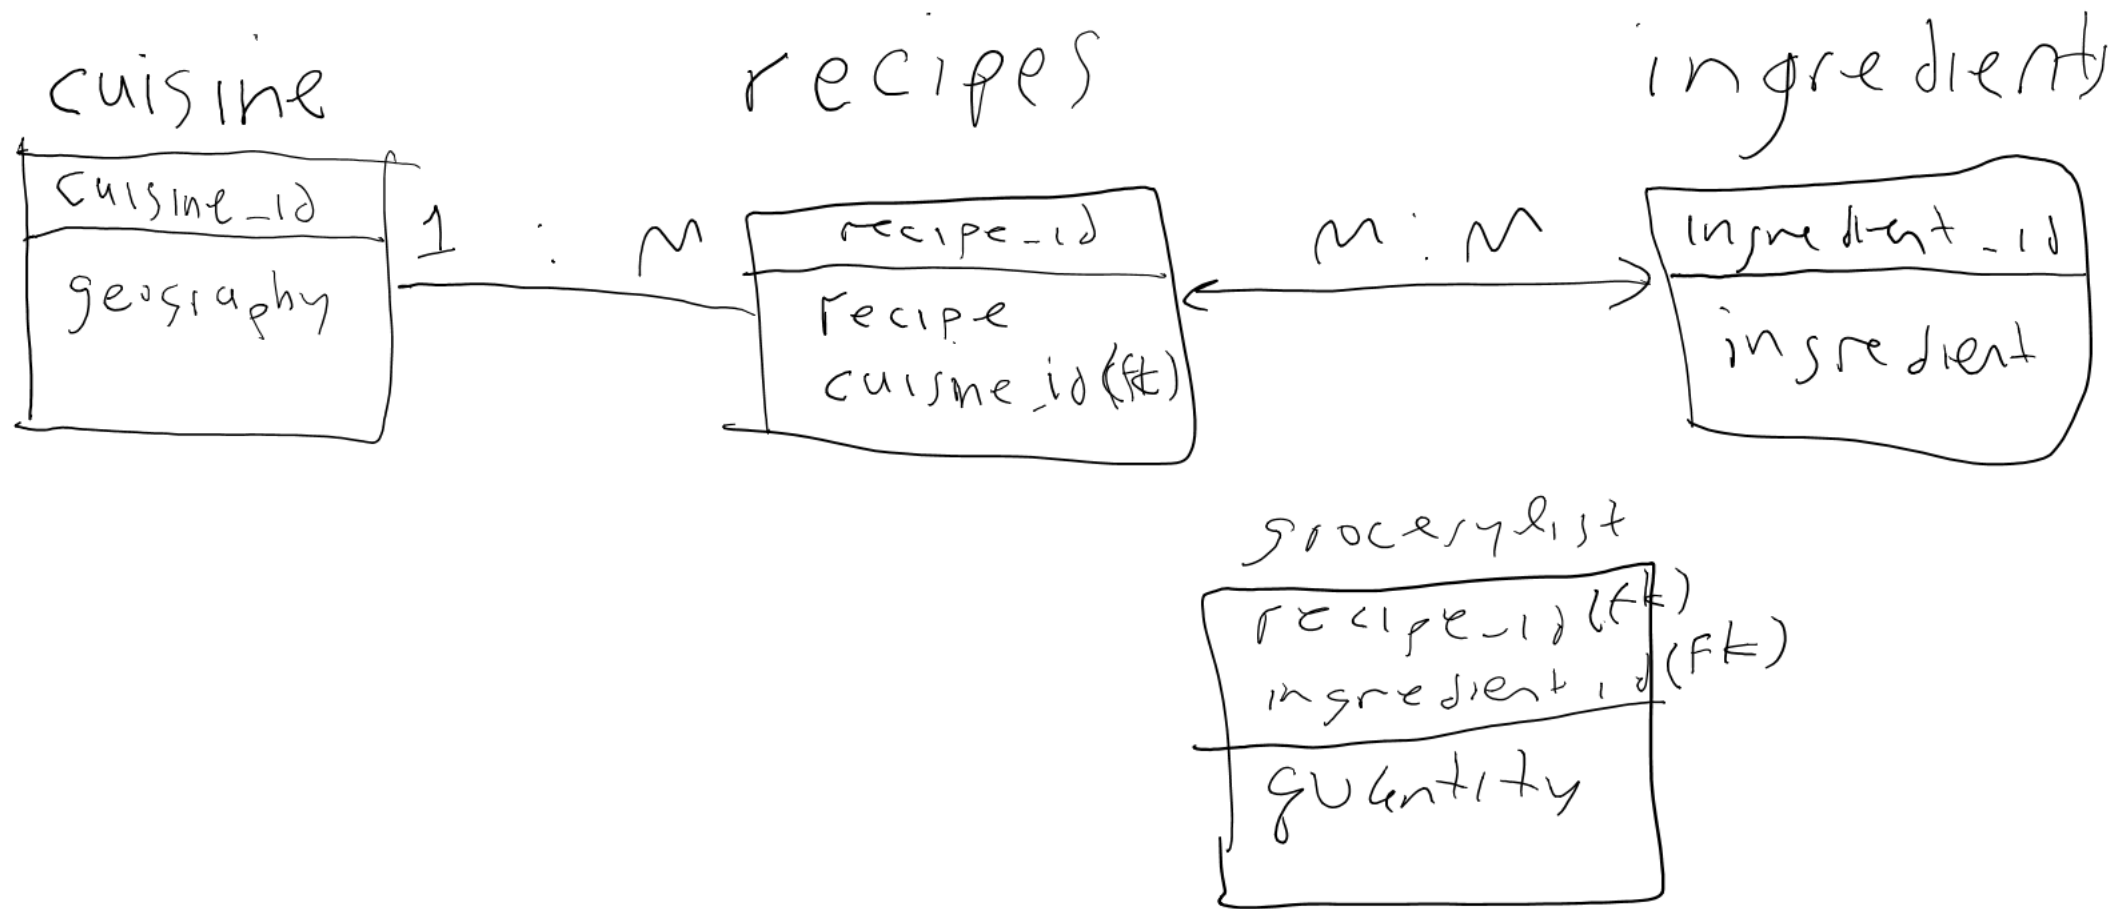 cuisine
cuisine_id
geography
1 : M
recipes
recipe_id
recipe
cuisine_id(fk)
M : M
ingredients
ingredient_id
ingredient
grocerylist
recipe_id(fk)
ingredient_id(fk)
quantity